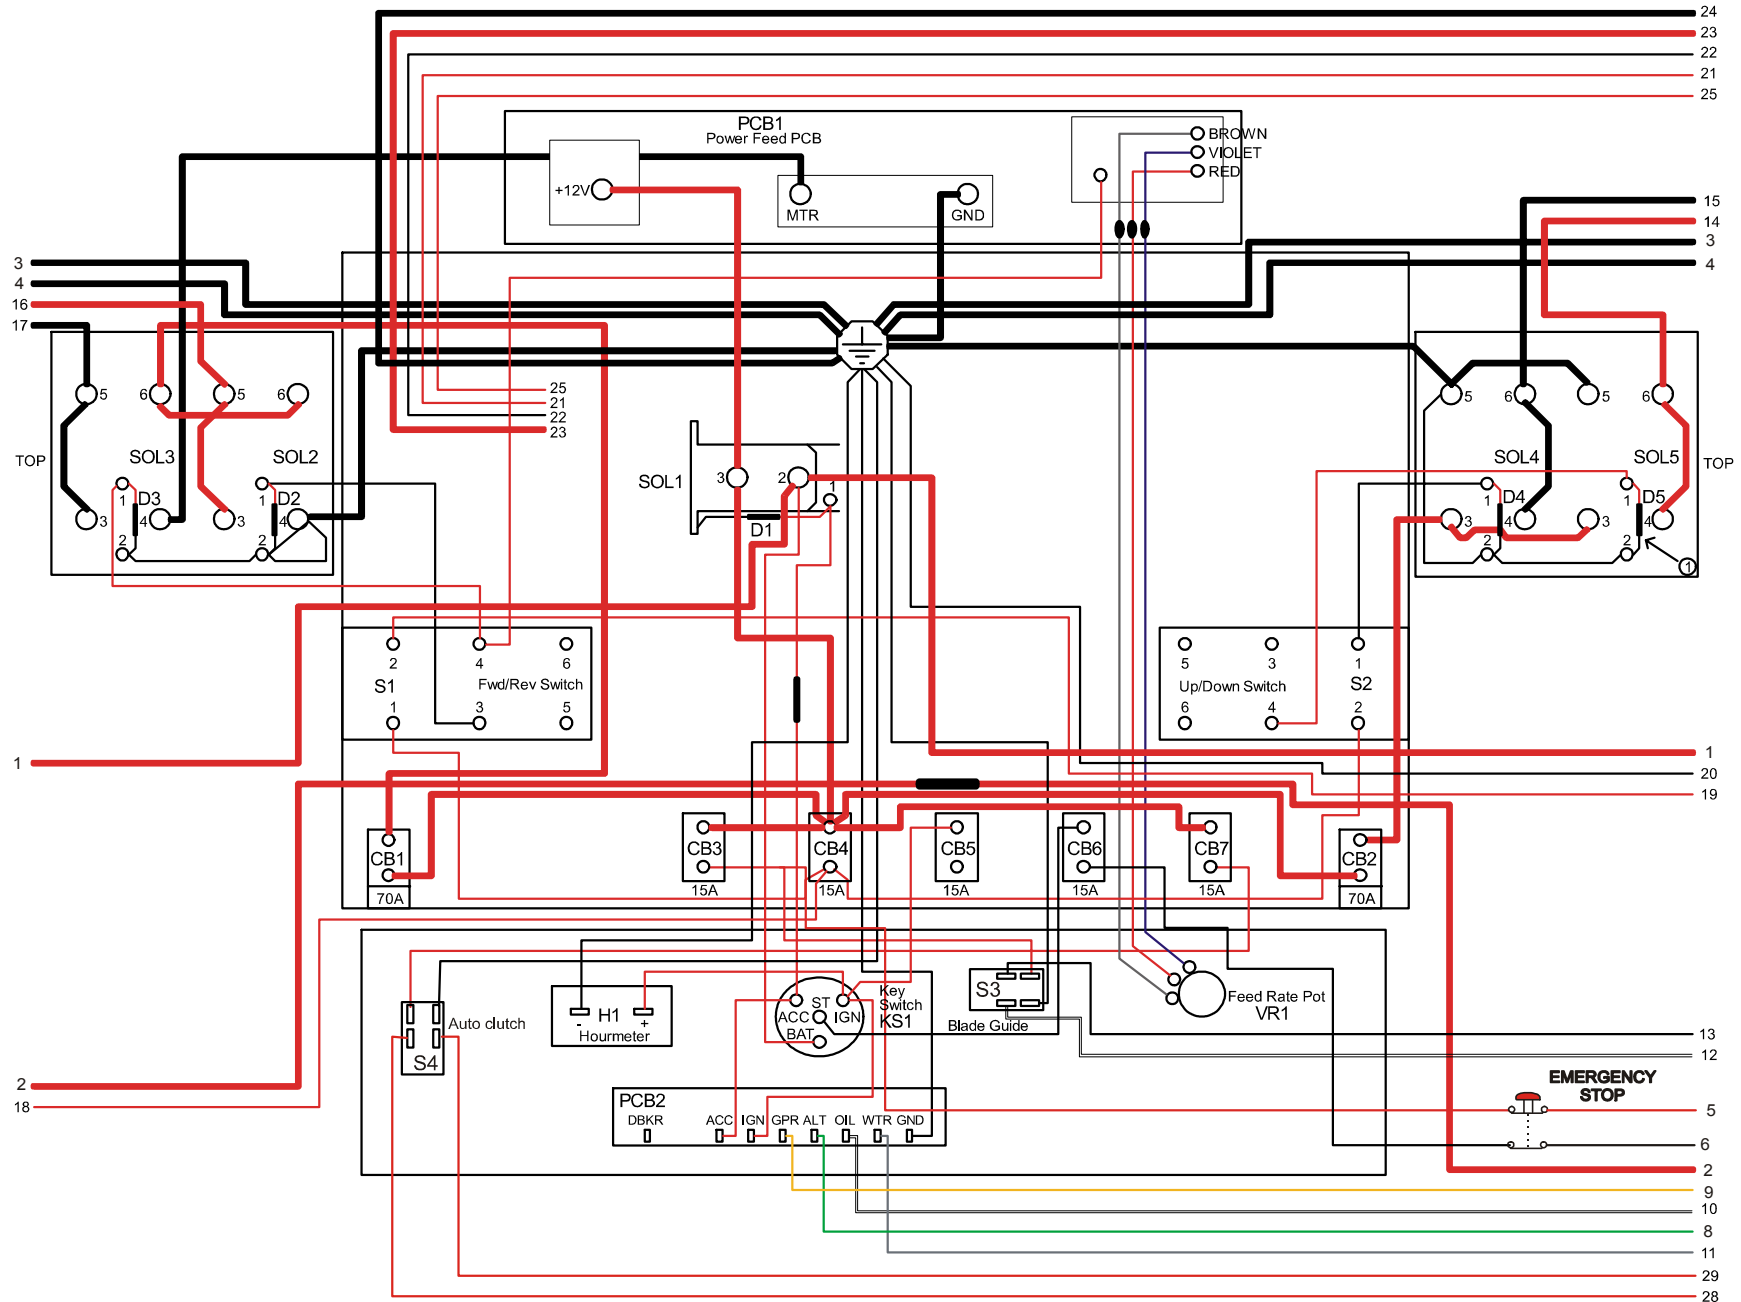 24
23
22
21
25
PCB1
Power Feed PCB
BROWN
VIOLET
RED
+12V
MTR
GND
15
14
3
4
3
4
16
17
5
6
5
6
25
21
22
23
5
6
5
6
TOP
SOL3
SOL2
SOL1
3
2
1
D1
SOL4
SOL5
TOP
1
D3
1
D2
3
4
3
4
2
2
1
D4
1
D5
3
4
3
4
2
2
1
2
4
6
S1
Fwd/Rev Switch
1
3
5
5
3
1
Up/Down Switch
S2
6
4
2
1
1
20
19
CB1
70A
CB3
15A
CB4
15A
CB5
15A
CB6
15A
CB7
15A
CB2
70A
S4
Auto clutch
H1
-
+
Hourmeter
ST
ACC
IGN
BAT
Key
Switch
KS1
S3
Blade Guide
Feed Rate Pot
VR1
13
12
2
18
PCB2
DBKR
ACC
IGN
GPR
ALT
OIL
WTR
GND
EMERGENCY
STOP
5
6
2
9
10
8
11
29
28